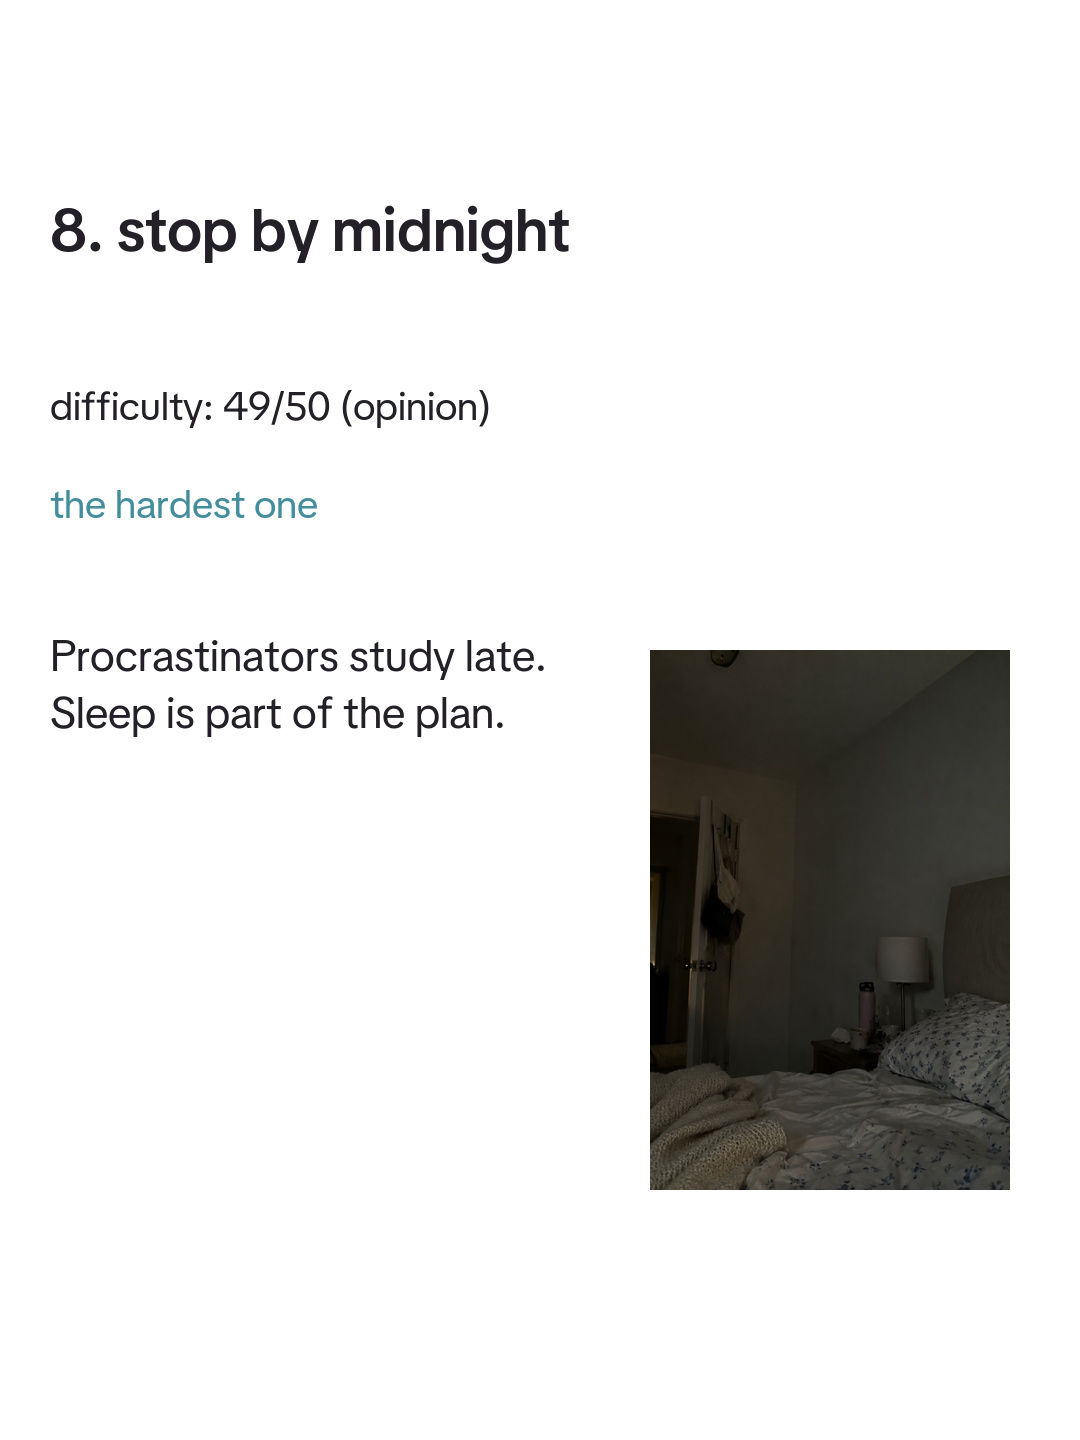 8. stop by midnight
difficulty: 49/50 (opinion)
the hardest one
Procrastinators study late.
Sleep is part of the plan.